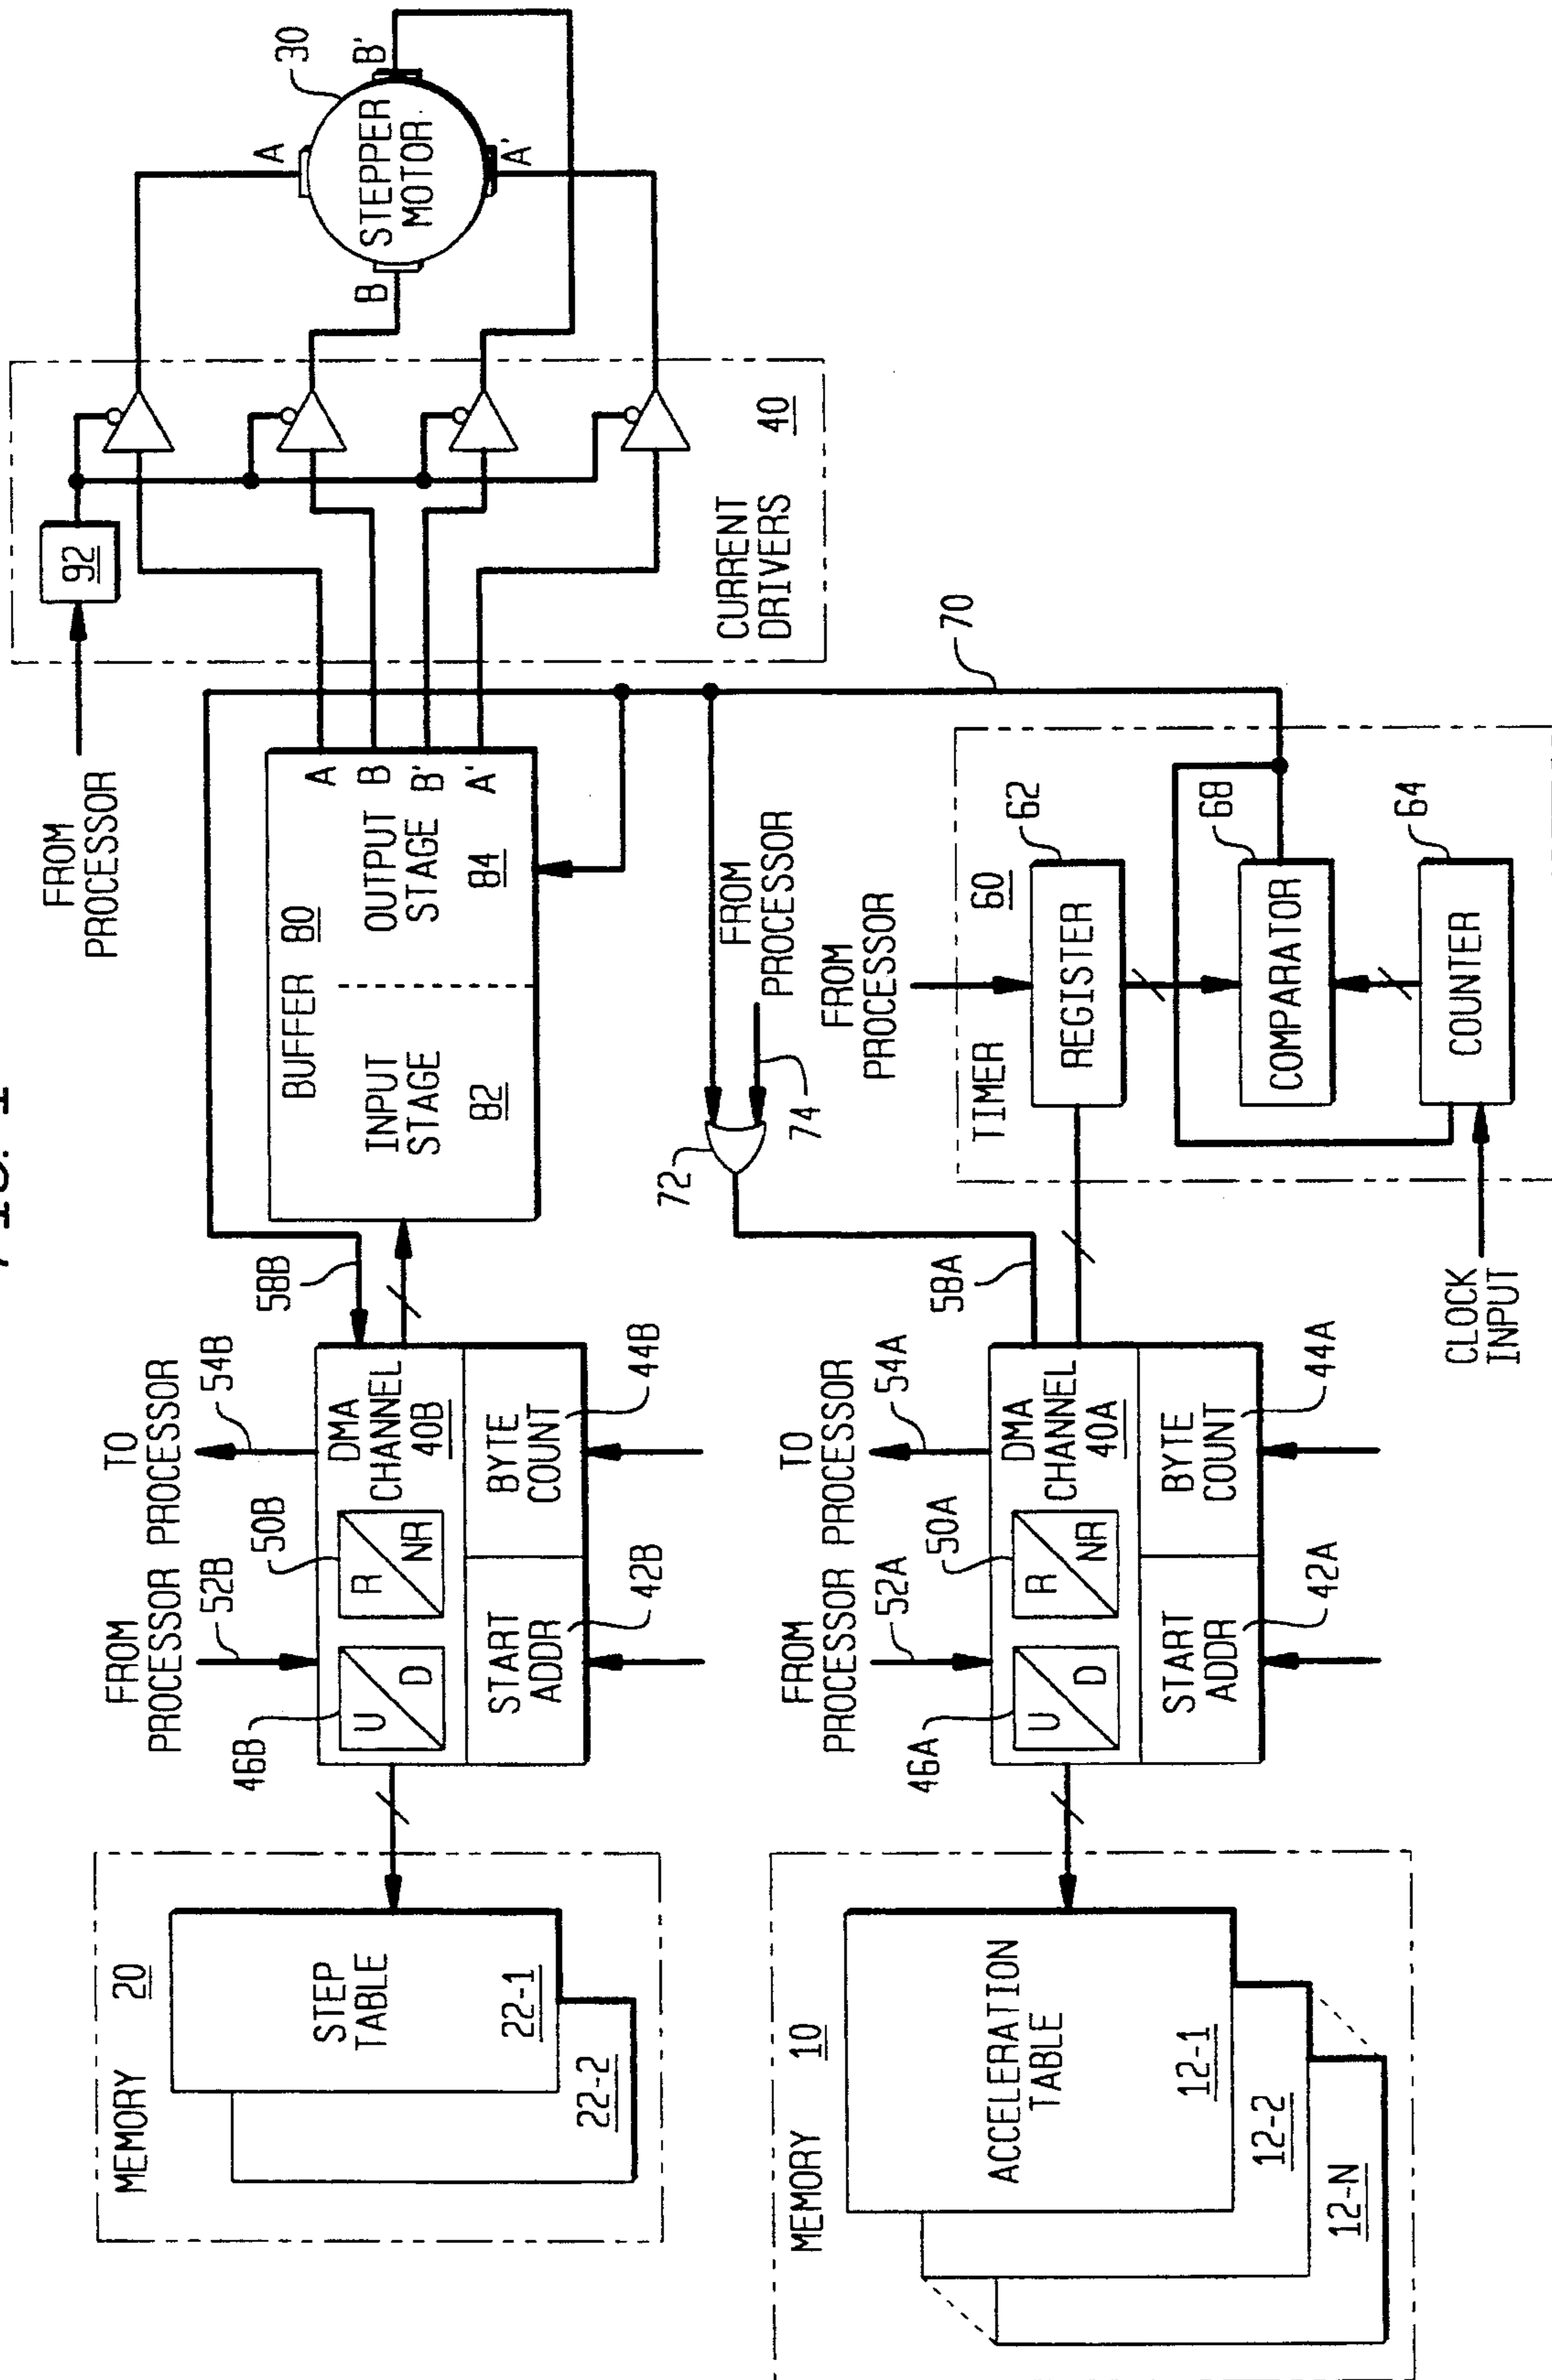 FIG. 1
MEMORY 20
STEP
TABLE
22-1
22-2
FROM
PROCESSOR
TO
PROCESSOR
52B
54B
46B
50B
U
D
R
NR
DMA
CHANNEL
40B
START
ADDR
BYTE
COUNT
42B
44B
58B
BUFFER 80
INPUT
STAGE
82
OUTPUT
STAGE
84
A
B
B'
A'
FROM
PROCESSOR
92
CURRENT
DRIVERS
40
A
B
B'
A'
STEPPER
MOTOR
30
MEMORY 10
ACCELERATION
TABLE
12-1
12-2
12-N
FROM
PROCESSOR
TO
PROCESSOR
52A
54A
46A
50A
U
D
R
NR
DMA
CHANNEL
40A
START
ADDR
BYTE
COUNT
42A
44A
58A
72
74
FROM
PROCESSOR
70
FROM
PROCESSOR
TIMER 60
REGISTER
62
COMPARATOR
68
COUNTER
64
CLOCK
INPUT